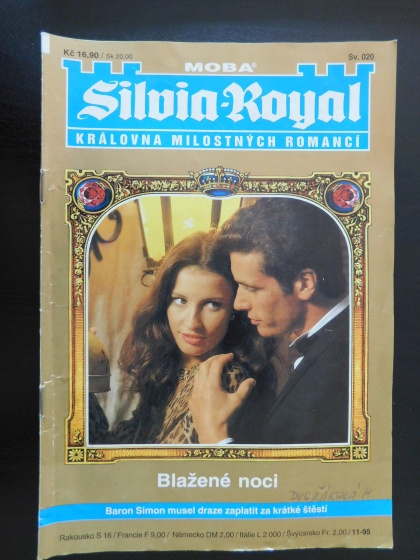 Kč 16,90 / Sk 20,00
Sv. 020
MOBA®
Silvia-Royal
KRÁLOVNA MILOSTNÝCH ROMANCÍ
Blažené noci
Baron Simon musel draze zaplatit za krátké štěstí
Rakousko S 16 / Francie F 9,00 / Německo DM 2,00 / Itálie L 2 000 / Švýcarsko Fr. 2,00 / 11-95